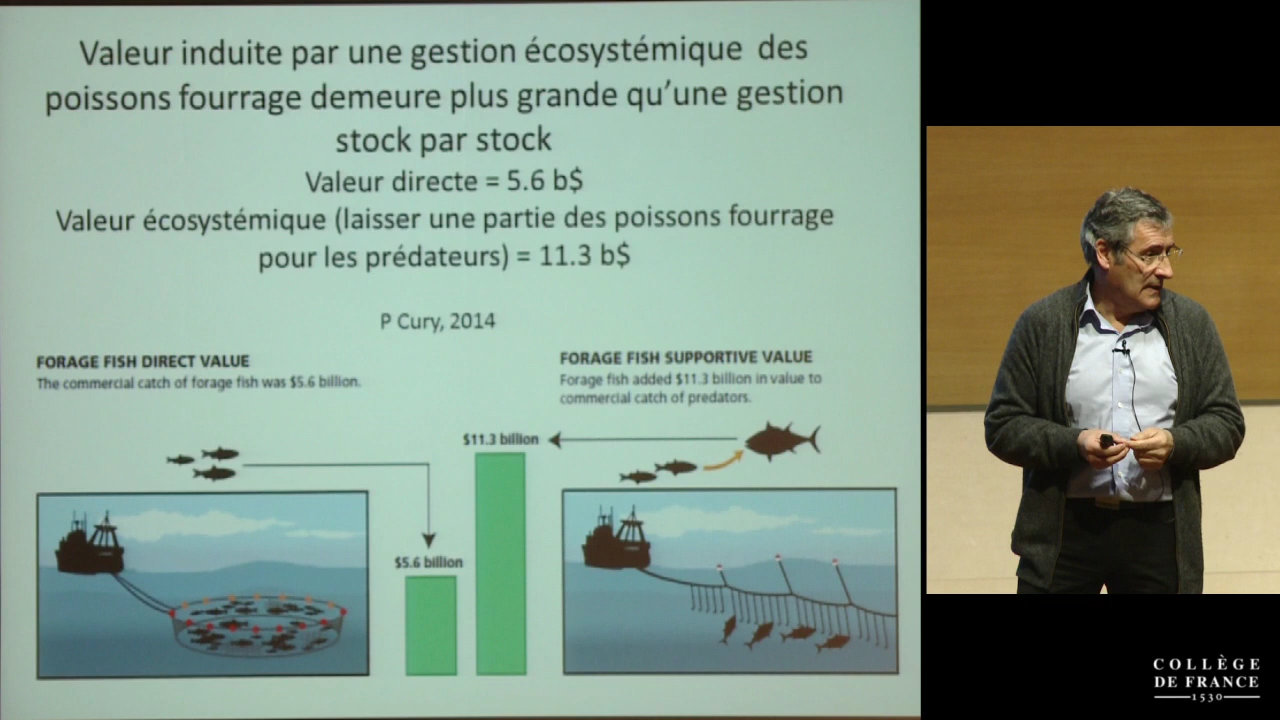 Valeur induite par une gestion écosystémique des
poissons fourrage demeure plus grande qu'une gestion
stock par stock
Valeur directe = 5.6 b$
Valeur écosystémique (laisser une partie des poissons fourrage
pour les prédateurs) = 11.3 b$
P Cury, 2014
FORAGE FISH DIRECT VALUE
The commercial catch of forage fish was $5.6 billion.
FORAGE FISH SUPPORTIVE VALUE
Forage fish added $11.3 billion in value to
commercial catch of predators.
$11.3 billion
$5.6 billion
COLLÈGE
DE FRANCE
1530